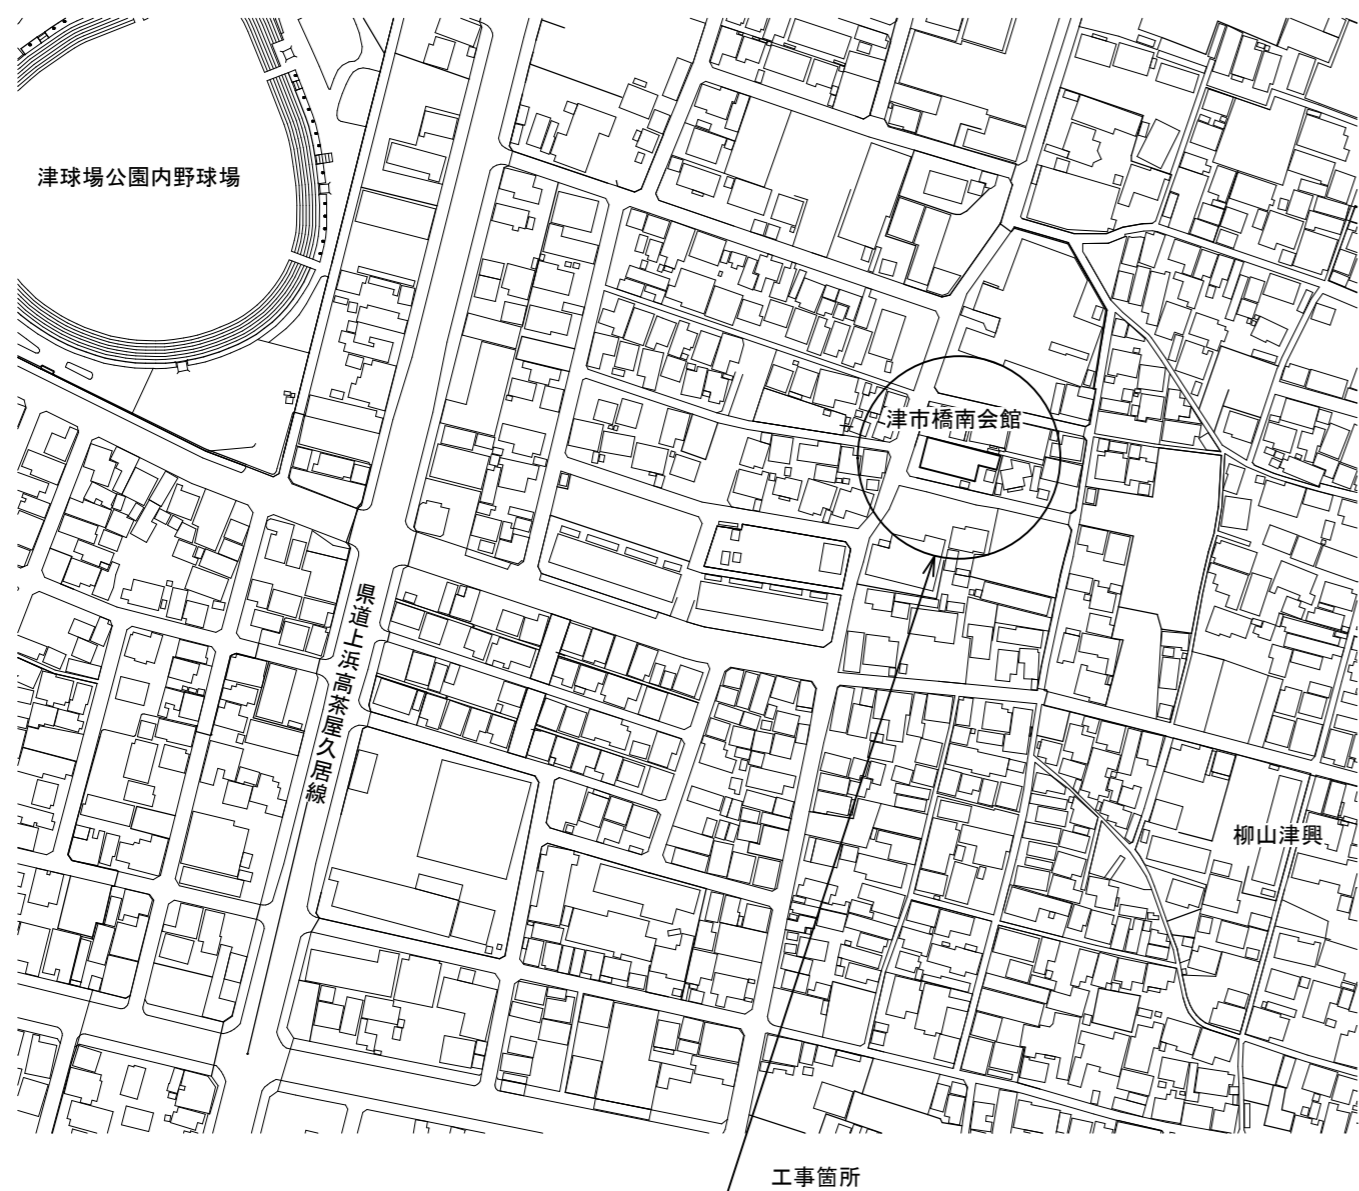 津球場公園内野球場
津市橋南会館
県道上浜高茶屋久居線
柳山津興
工事箇所